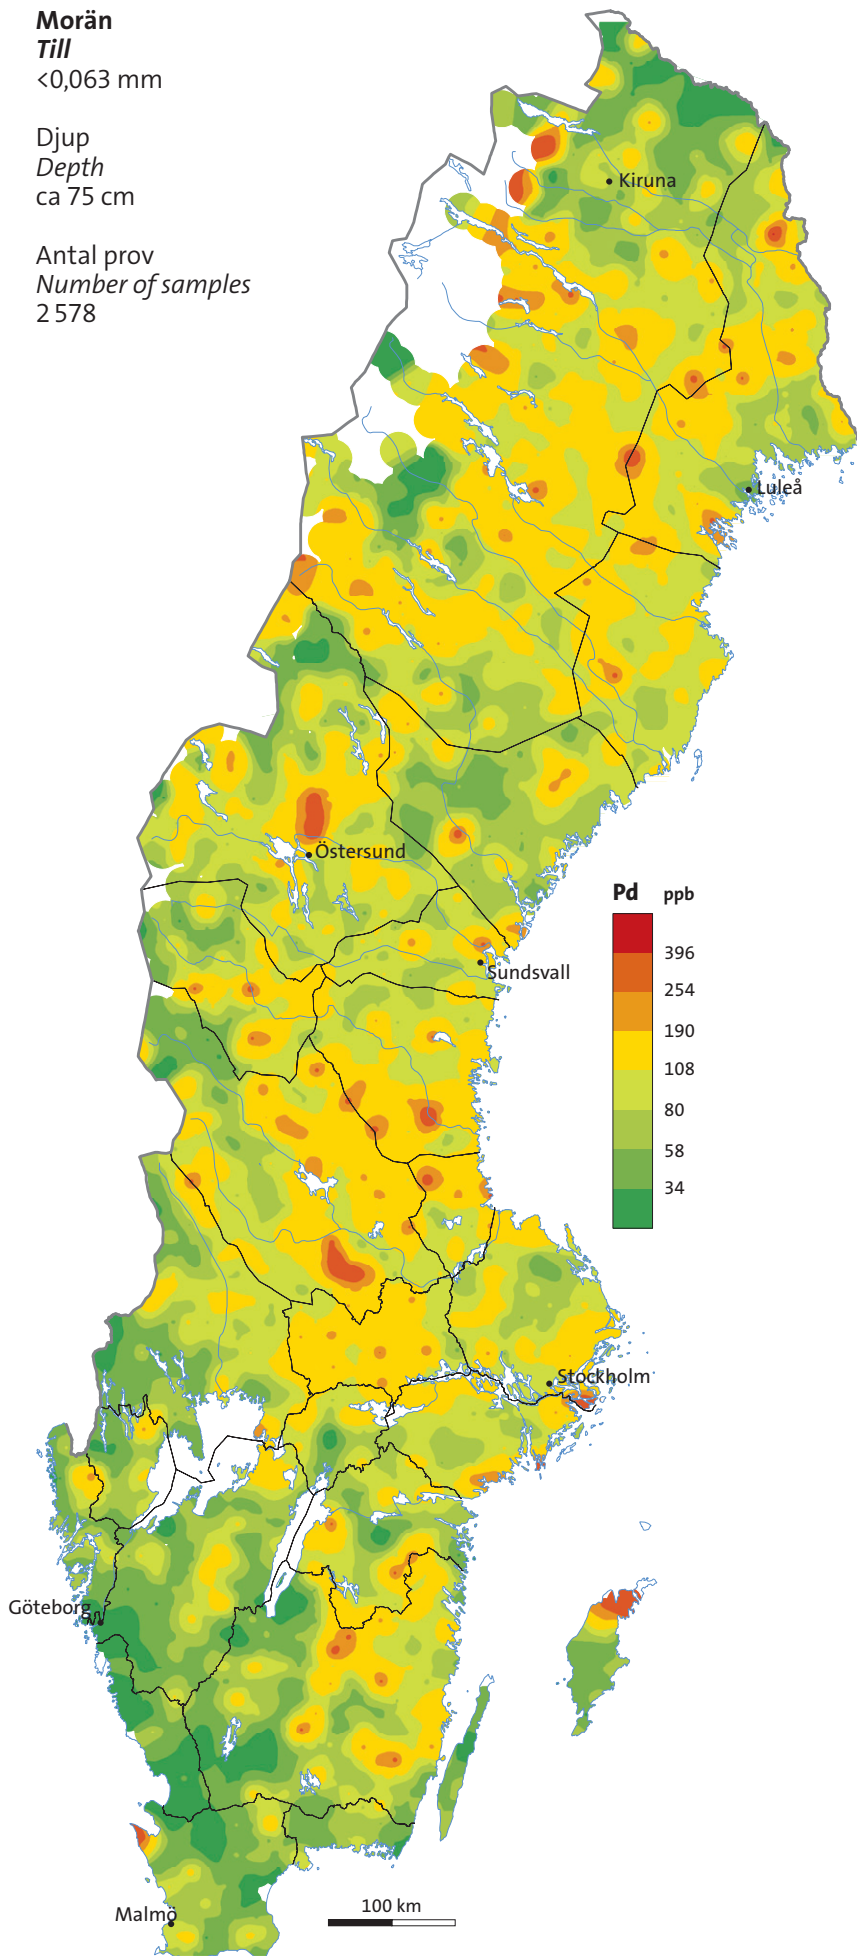 Morän
Till
<0,063 mm
Djup
Depth
ca 75 cm
Antal prov
Number of samples
2 578
Kiruna
Luleå
Östersund
Pd ppb
396
254
190
108
80
58
34
Sundsvall
Stockholm
Göteborg
Malmö
100 km